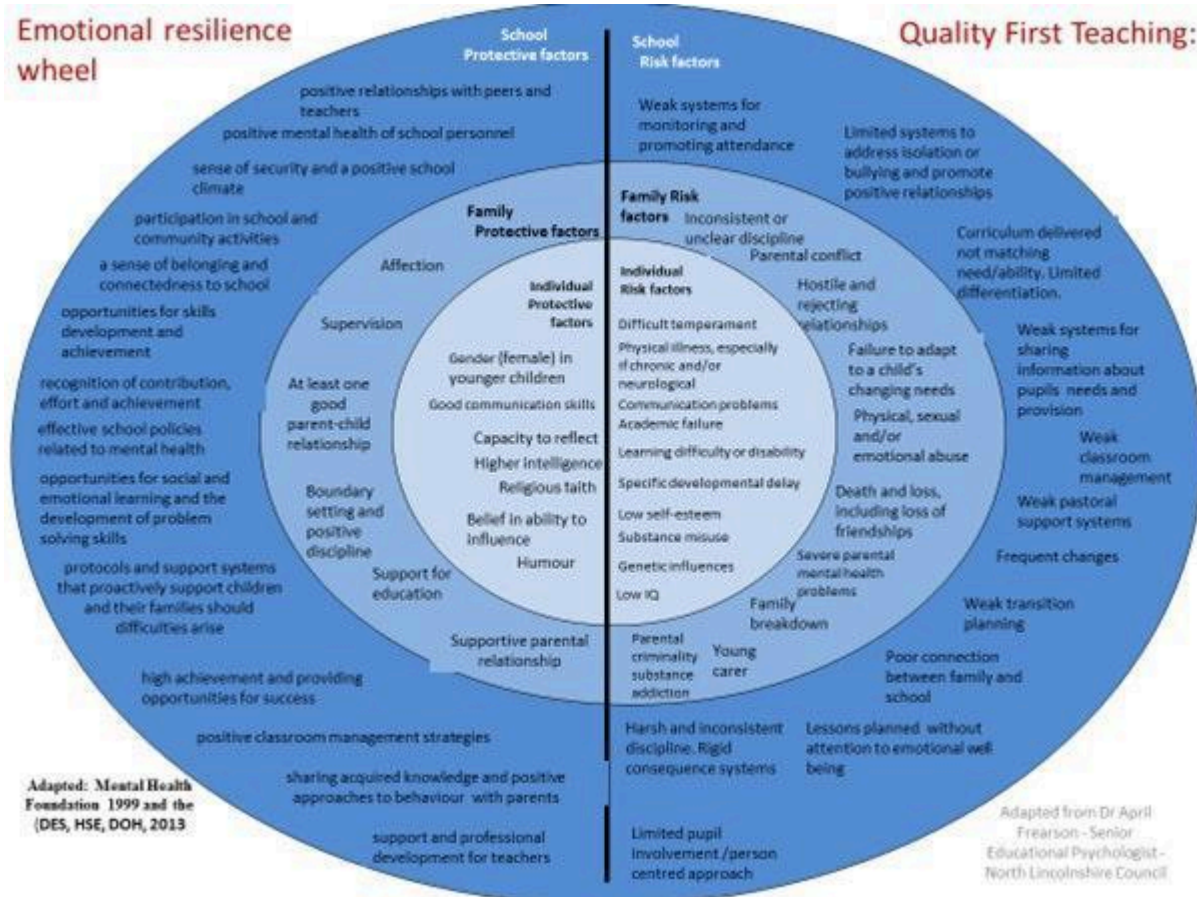 Emotional resilience
wheel
Quality First Teaching:
School
Protective factors
positive relationships with peers and
teachers
positive mental health of school personnel
sense of security and a positive school
climate
participation in school and
community activities
a sense of belonging and
connectedness to school
opportunities for skills
development and
achievement
recognition of contribution,
effort and achievement
effective school policies
related to mental health
opportunities for social and
emotional learning and the
development of problem
solving skills
protocols and support systems
that proactively support children
and their families should
difficulties arise
high achievement and providing
opportunities for success
positive classroom management strategies
sharing acquired knowledge and positive
approaches to behaviour with parents
support and professional
development for teachers
Family
Protective factors
Affection
Supervision
At least one
good
parent-child
relationship
Boundary
setting and
positive
discipline
Support for
education
Supportive parental
relationship
Individual
Protective
factors
Gender (female) in
younger children
Good communication skills
Capacity to reflect
Higher intelligence
Religious faith
Belief in ability to
influence
Humour
Individual
Risk factors
Difficult temperament
Physical illness, especially
if chronic and/or
neurological
Communication problems
Academic failure
Learning difficulty or disability
Specific developmental delay
Low self-esteem
Substance misuse
Genetic influences
Low IQ
Family Risk
factors
Inconsistent or
unclear discipline
Parental conflict
Hostile and
rejecting
relationships
Failure to adapt
to a child's
changing needs
Physical, sexual
and/or
emotional abuse
Death and loss,
including loss of
friendships
Severe parental
mental health
problems
Family
breakdown
Parental
criminality
substance
addiction
Young
carer
School
Risk factors
Weak systems for
monitoring and
promoting attendance
Limited systems to
address isolation or
bullying and promote
positive relationships
Curriculum delivered
not matching
need/ability. Limited
differentiation.
Weak systems for
sharing
information about
pupils needs and
provision
Weak
classroom
management
Weak pastoral
support systems
Frequent changes
Weak transition
planning
Poor connection
between family and
school
Harsh and inconsistent
discipline. Rigid
consequence systems
Lessons planned without
attention to emotional well
being
Limited pupil
involvement /person
centred approach
Adapted: Mental Health
Foundation 1999 and the
(DES, HSE, DOH, 2013
Adapted from Dr April
Frearson - Senior
Educational Psychologist-
North Lincolnshire Council